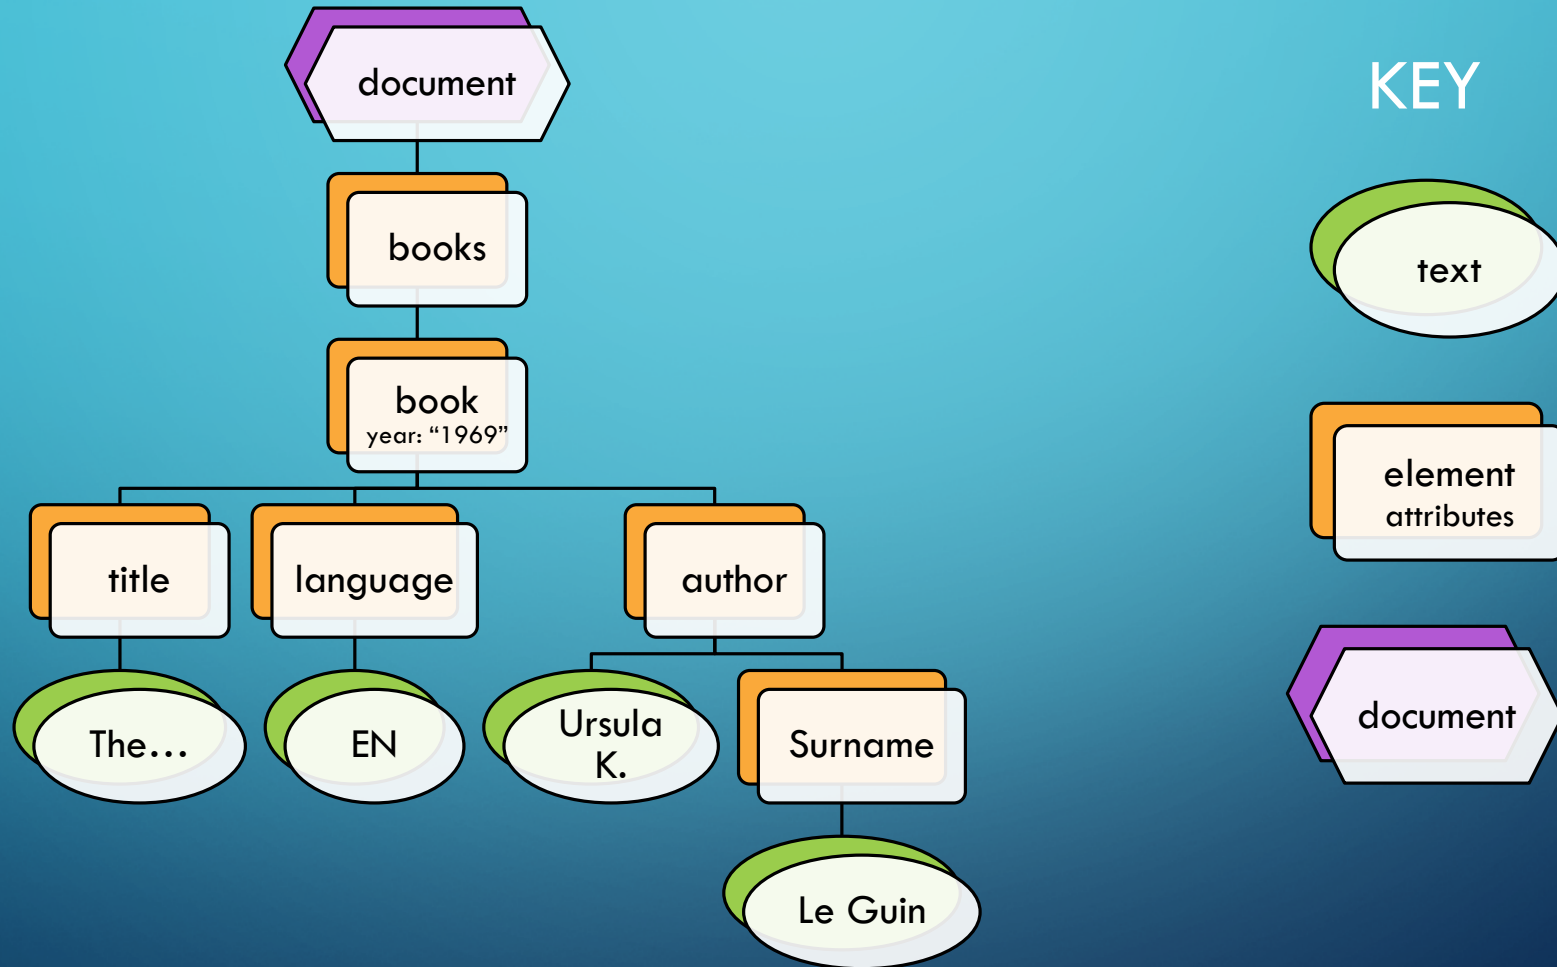 document
KEY
books
text
book
year: “1969”
element
attributes
title
language
author
document
The...
EN
Ursula
K.
Surname
Le Guin